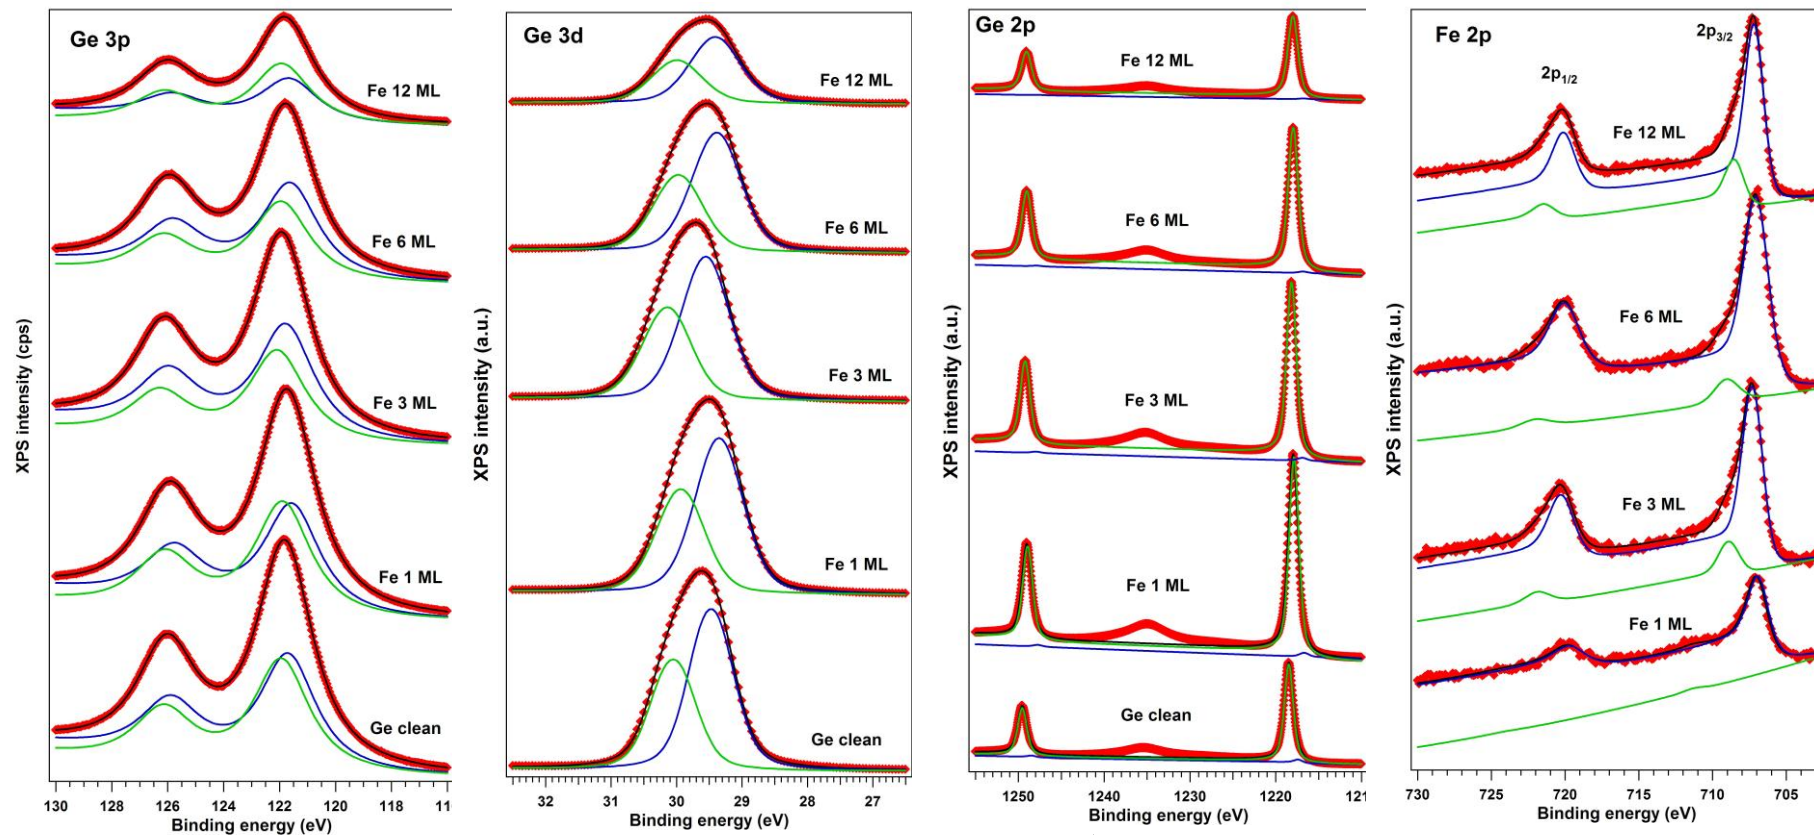 Ge 3p
Fe 12 ML
Fe 6 ML
Fe 3 ML
Fe 1 ML
Ge clean
XPS intensity (cps)
130 126 124 122 120 118 116
Binding energy (eV)
Ge 3d
Fe 12 ML
Fe 6 ML
Fe 3 ML
Fe 1 ML
Ge clean
XPS intensity (a.u.)
32 31 30 29 28 27
Binding energy (eV)
Ge 2p
Fe 12 ML
Fe 6 ML
Fe 3 ML
Fe 1 ML
Ge clean
XPS intensity (a.u.)
1250 1240 1230 1220 121
Binding energy (eV)
Fe 2p
2p3/2
2p1/2
Fe 12 ML
Fe 6 ML
Fe 3 ML
Fe 1 ML
XPS intensity (a.u.)
730 725 720 715 710 705
Binding energy (eV)